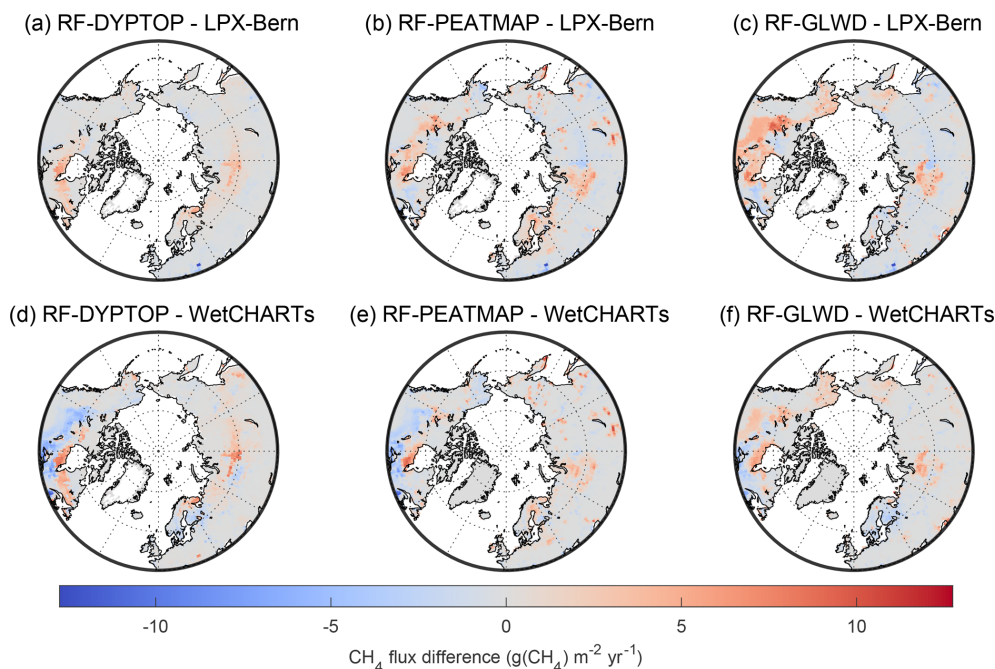 (a) RF-DYPTOP - LPX-Bern
(b) RF-PEATMAP - LPX-Bern
(c) RF-GLWD - LPX-Bern
(d) RF-DYPTOP - WetCHARTs
(e) RF-PEATMAP - WetCHARTs
(f) RF-GLWD - WetCHARTs
-10 -5 0 5 10
CH₄ flux difference (g(CH₄) m⁻² yr⁻¹)